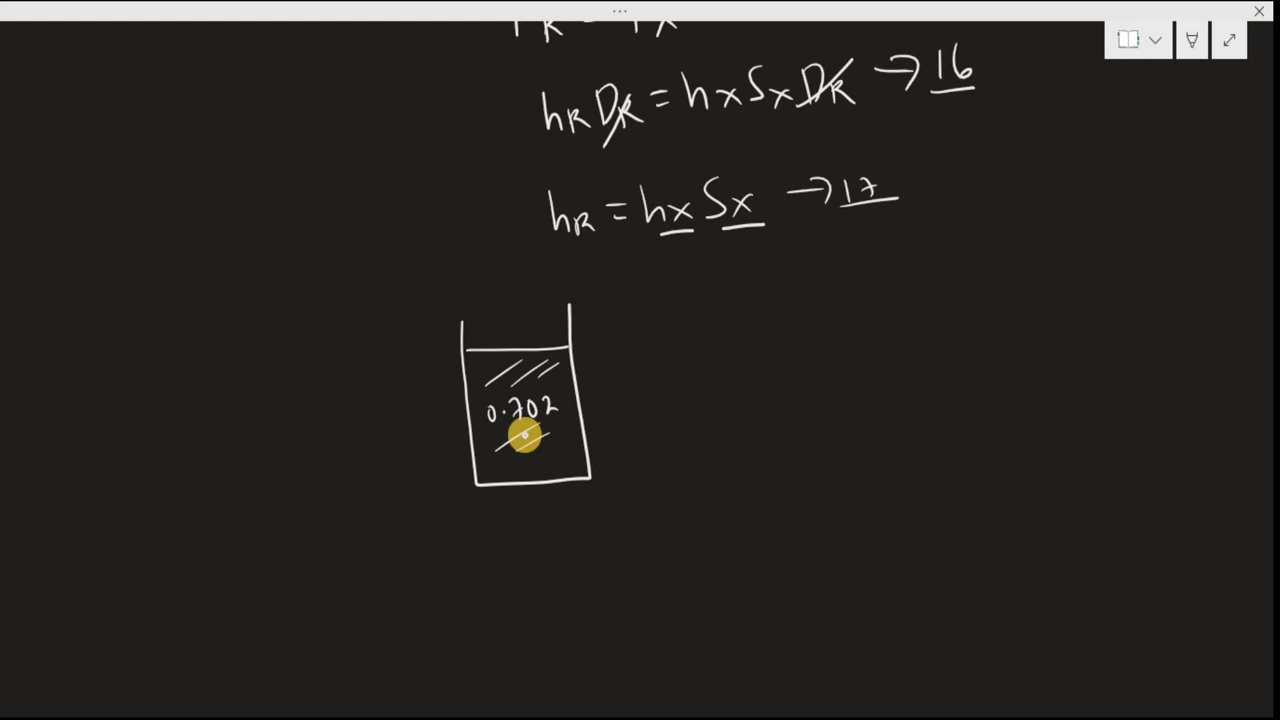 hR DR = hx Sx DR → 16
hR = hx Sx → 17
0.702